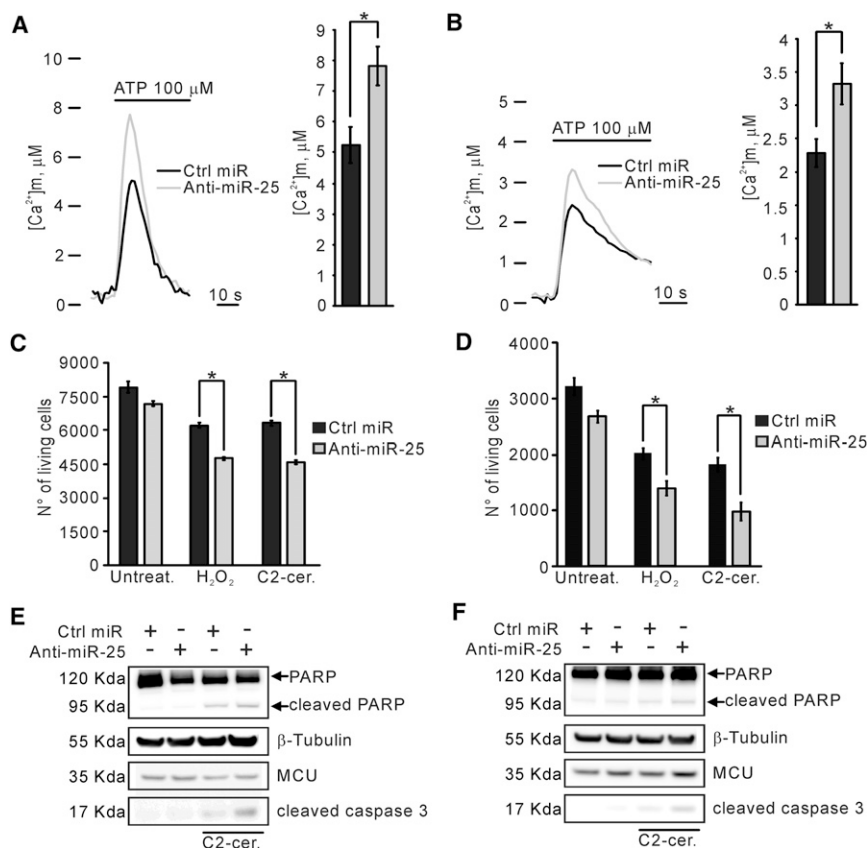 A
10
8
6
4
2
0
[Ca²⁺]m, µM
ATP 100 µM
Ctrl miR
Anti-miR-25
10 s
*
9
8
7
6
5
4
3
2
1
0
[Ca²⁺]m, µM
B
5
4
3
2
1
0
[Ca²⁺]m, µM
ATP 100 µM
Ctrl miR
Anti-miR-25
10 s
*
4
3.5
3
2.5
2
1.5
1
0.5
0
[Ca²⁺]m, µM
C
9000
7500
6000
4500
3000
1500
0
N° of living cells
* *
Ctrl miR
Anti-miR-25
Untreat. H₂O₂ C2-cer.
D
4000
3000
2000
1000
0
N° of living cells
* *
Ctrl miR
Anti-miR-25
Untreat. H₂O₂ C2-cer.
E
Ctrl miR + - + -
Anti-miR-25 - + - +
120 Kda PARP
95 Kda cleaved PARP
55 Kda β-Tubulin
35 Kda MCU
17 Kda cleaved caspase 3
C2-cer.
F
Ctrl miR + - + -
Anti-miR-25 - + - +
120 Kda PARP
95 Kda cleaved PARP
55 Kda β-Tubulin
35 Kda MCU
17 Kda cleaved caspase 3
C2-cer.